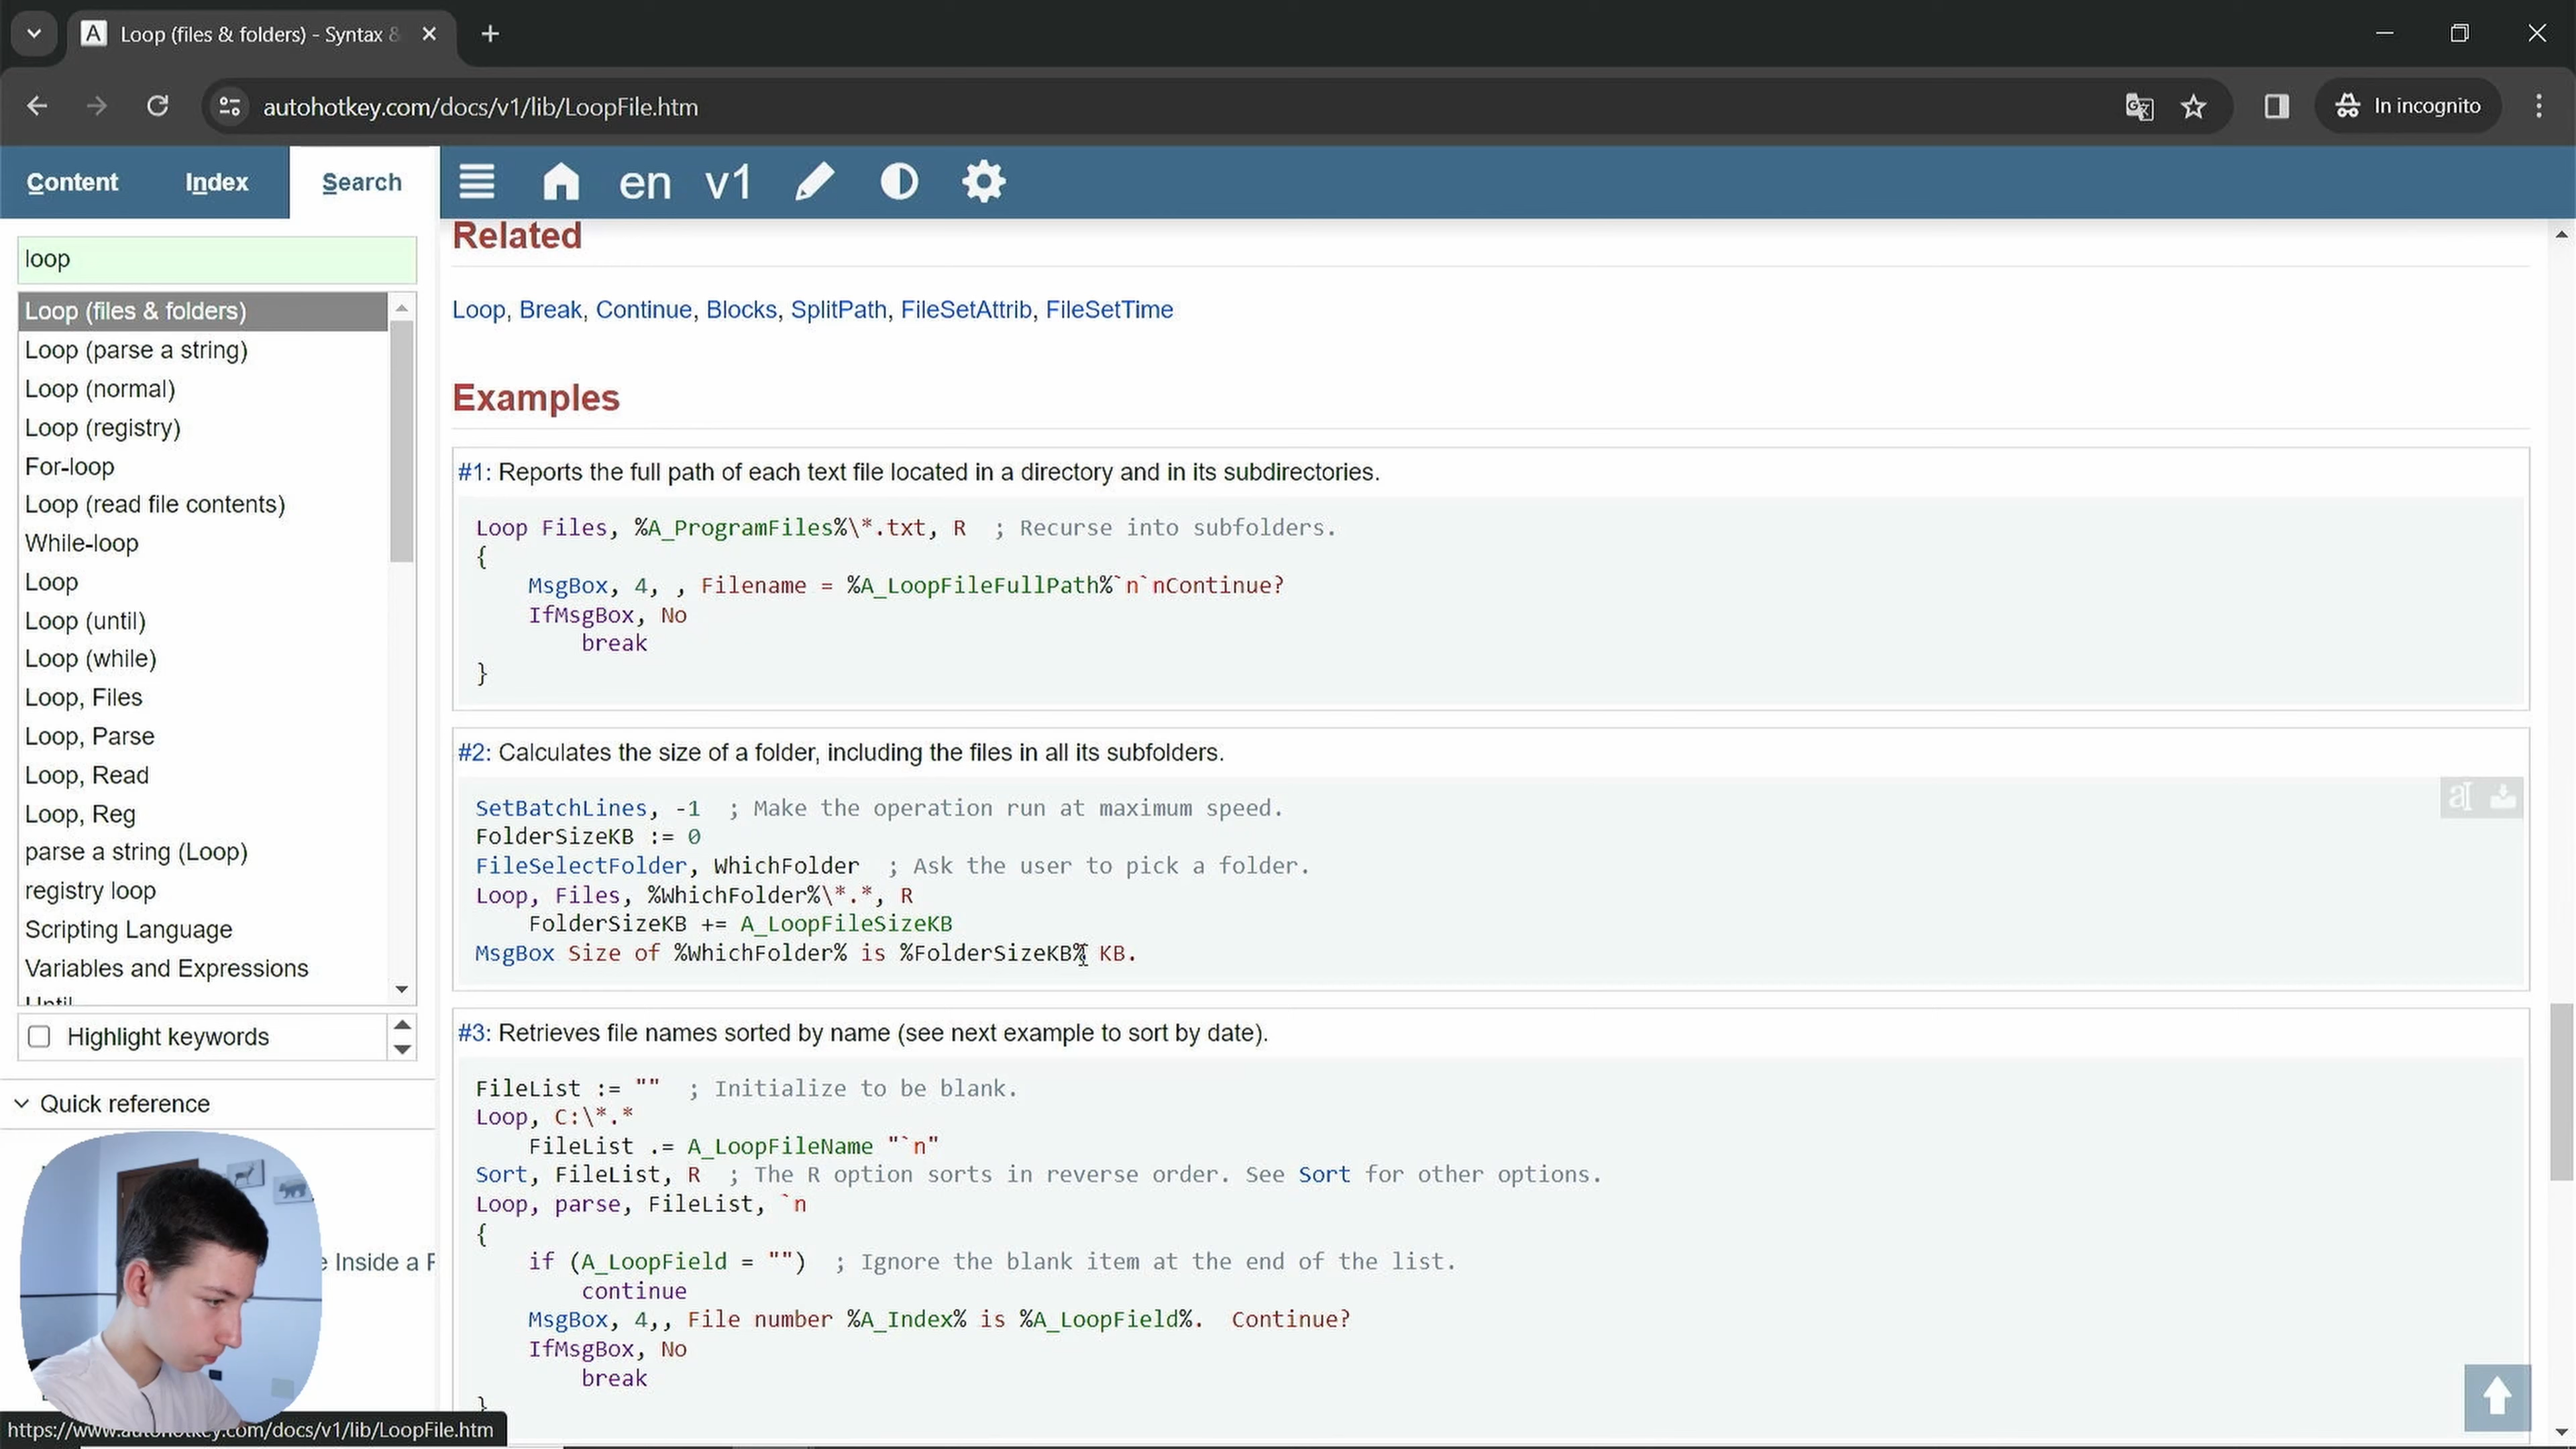 Loop (files & folders) - Syntax &
autohotkey.com/docs/v1/lib/LoopFile.htm
In incognito
Content
Index
Search
en
v1
loop
Loop (files & folders)
Loop (parse a string)
Loop (normal)
Loop (registry)
For-loop
Loop (read file contents)
While-loop
Loop
Loop (until)
Loop (while)
Loop, Files
Loop, Parse
Loop, Read
Loop, Reg
parse a string (Loop)
registry loop
Scripting Language
Variables and Expressions
Until
Highlight keywords
Quick reference
e Inside a F
https://www.autohotkey.com/docs/v1/lib/LoopFile.htm
Related
Loop, Break, Continue, Blocks, SplitPath, FileSetAttrib, FileSetTime
Examples
#1: Reports the full path of each text file located in a directory and in its subdirectories.
Loop Files, %A_ProgramFiles%\*.txt, R  ; Recurse into subfolders.
{
    MsgBox, 4, , Filename = %A_LoopFileFullPath%`n`nContinue?
    IfMsgBox, No
        break
}
#2: Calculates the size of a folder, including the files in all its subfolders.
SetBatchLines, -1  ; Make the operation run at maximum speed.
FolderSizeKB := 0
FileSelectFolder, WhichFolder  ; Ask the user to pick a folder.
Loop, Files, %WhichFolder%\*.*, R
    FolderSizeKB += A_LoopFileSizeKB
MsgBox Size of %WhichFolder% is %FolderSizeKB% KB.
#3: Retrieves file names sorted by name (see next example to sort by date).
FileList := ""  ; Initialize to be blank.
Loop, C:\*.*
    FileList .= A_LoopFileName "`n"
Sort, FileList, R  ; The R option sorts in reverse order. See Sort for other options.
Loop, parse, FileList, `n
{
    if (A_LoopField = "")  ; Ignore the blank item at the end of the list.
        continue
    MsgBox, 4,, File number %A_Index% is %A_LoopField%.  Continue?
    IfMsgBox, No
        break
}